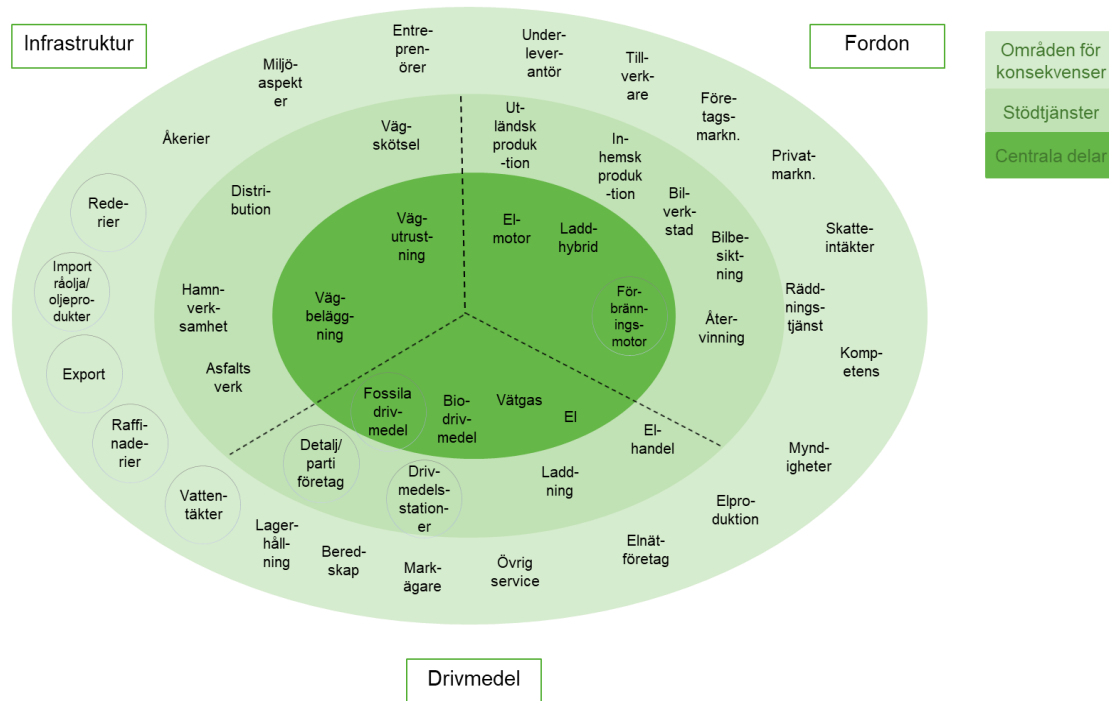 Infrastruktur
Fordon
Områden för
konsekvenser
Stödtjänster
Centrala delar
Entre-
pren-
örer
Under-
lever-
antör
Till-
verk-
are
Miljö-
aspekt
er
Före-
tags-
markn.
Åkerier
Privat-
markn.
Rede-
rier
Skatte-
intäkter
Import
råolja/
oljepro-
dukter
Rädd-
nings-
tjänst
Export
Komp-
etens
Raffi-
nade-
rier
Mynd-
igheter
Vatten-
täkter
Elpro-
duktion
Lager-
håll-
ning
Bered-
skap
Mark-
ägare
Övrig
service
Elnät-
företag
Väg-
skötsel
Ut-
ländsk
produk
-tion
In-
hemsk
produk
-tion
Distri-
bution
Bil-
verk-
stad
Bilbe-
sikt-
ning
Hamn-
verk-
samhet
Åter-
vinning
Asfalts
verk
Detalj/
parti
företag
Driv-
medels-
station-
er
Ladd-
ning
El-
handel
Väg-
utrust-
ning
El-
motor
Ladd-
hybrid
Väg-
belägg-
ning
För-
bränn-
ings-
motor
Fossila
driv-
medel
Bio-
driv-
medel
Vätgas
El
Drivmedel